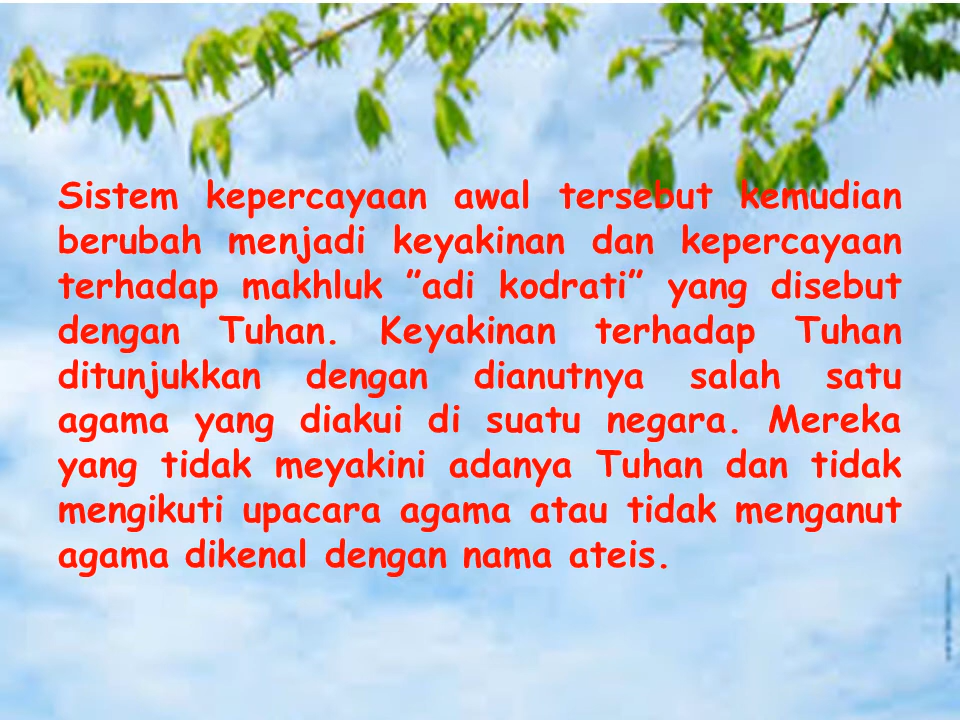 Sistem kepercayaan awal tersebut kemudian
berubah menjadi keyakinan dan kepercayaan
terhadap makhluk ”adi kodrati” yang disebut
dengan Tuhan. Keyakinan terhadap Tuhan
ditunjukkan dengan dianutnya salah satu
agama yang diakui di suatu negara. Mereka
yang tidak meyakini adanya Tuhan dan tidak
mengikuti upacara agama atau tidak menganut
agama dikenal dengan nama ateis.